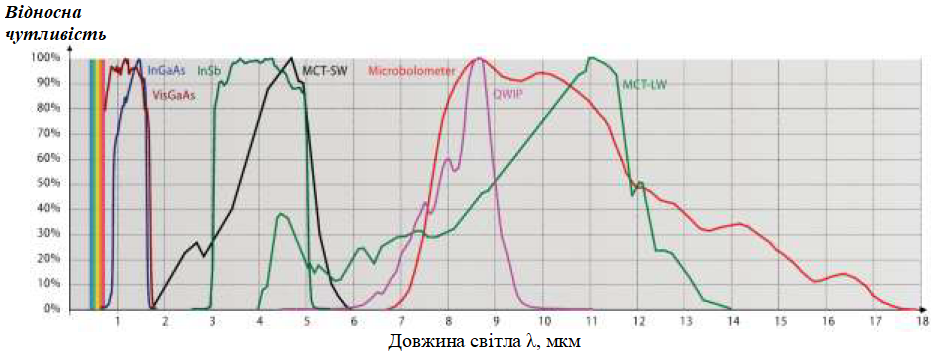 Відносна
чутливість
100%
90%
80%
70%
60%
50%
40%
30%
20%
10%
0%
InGaAs
InSb
MCT-SW
Microbolometer
VisGaAs
QWIP
MCT-LW
1 2 3 4 5 6 7 8 9 10 11 12 13 14 15 16 17 18
Довжина світла λ, мкм